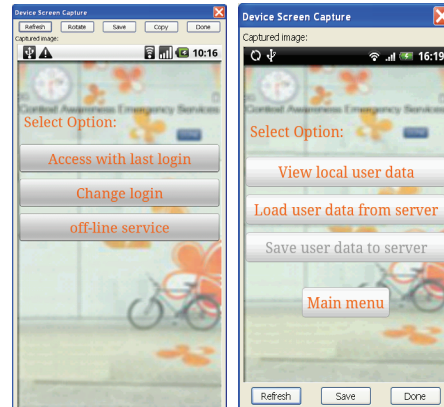 Device Screen Capture
Refresh Rotate Save Copy Done
Captured image:
10:16
Context Awareness Emergency Services
Select Option:
Access with last login
Change login
off-line service
Device Screen Capture
Captured image:
16:19
Context Awareness Emergency Services
Select Option:
View local user data
Load user data from server
Save user data to server
Main menu
Refresh Save Done